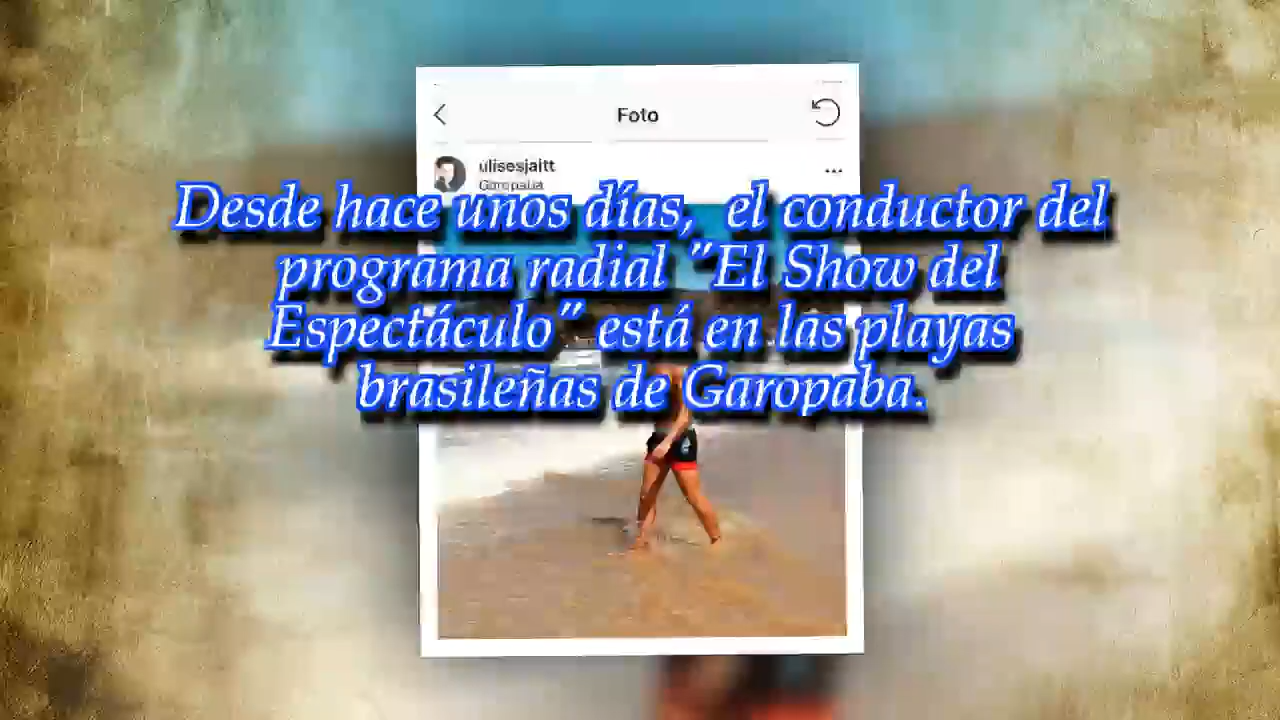 Foto
ulisesjaitt
Garopaba
Desde hace unos días, el conductor del
programa radial "El Show del
Espectáculo" está en las playas
brasileñas de Garopaba.